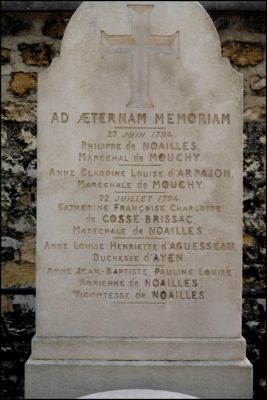 AD ÆTERNAM MEMORIAM
27 JUIN 1794
PHILIPPE DE NOAILLES,
MARÉCHAL DE MOUCHY
ANNE CLAUDINE LOUISE D'ARPAJON,
MARÉCHALE DE MOUCHY
22 JUILLET 1794
CATHERINE FRANÇOISE CHARLOTTE
DE COSSÉ-BRISSAC,
MARÉCHALE DE NOAILLES
ANNE LOUISE HENRIETTE D'AGUESSEAU,
DUCHESSE D'AYEN
ANNE JEAN-BAPTISTE PAULINE LOUISE
ADRIENNE DE NOAILLES,
VICOMTESSE DE NOAILLES